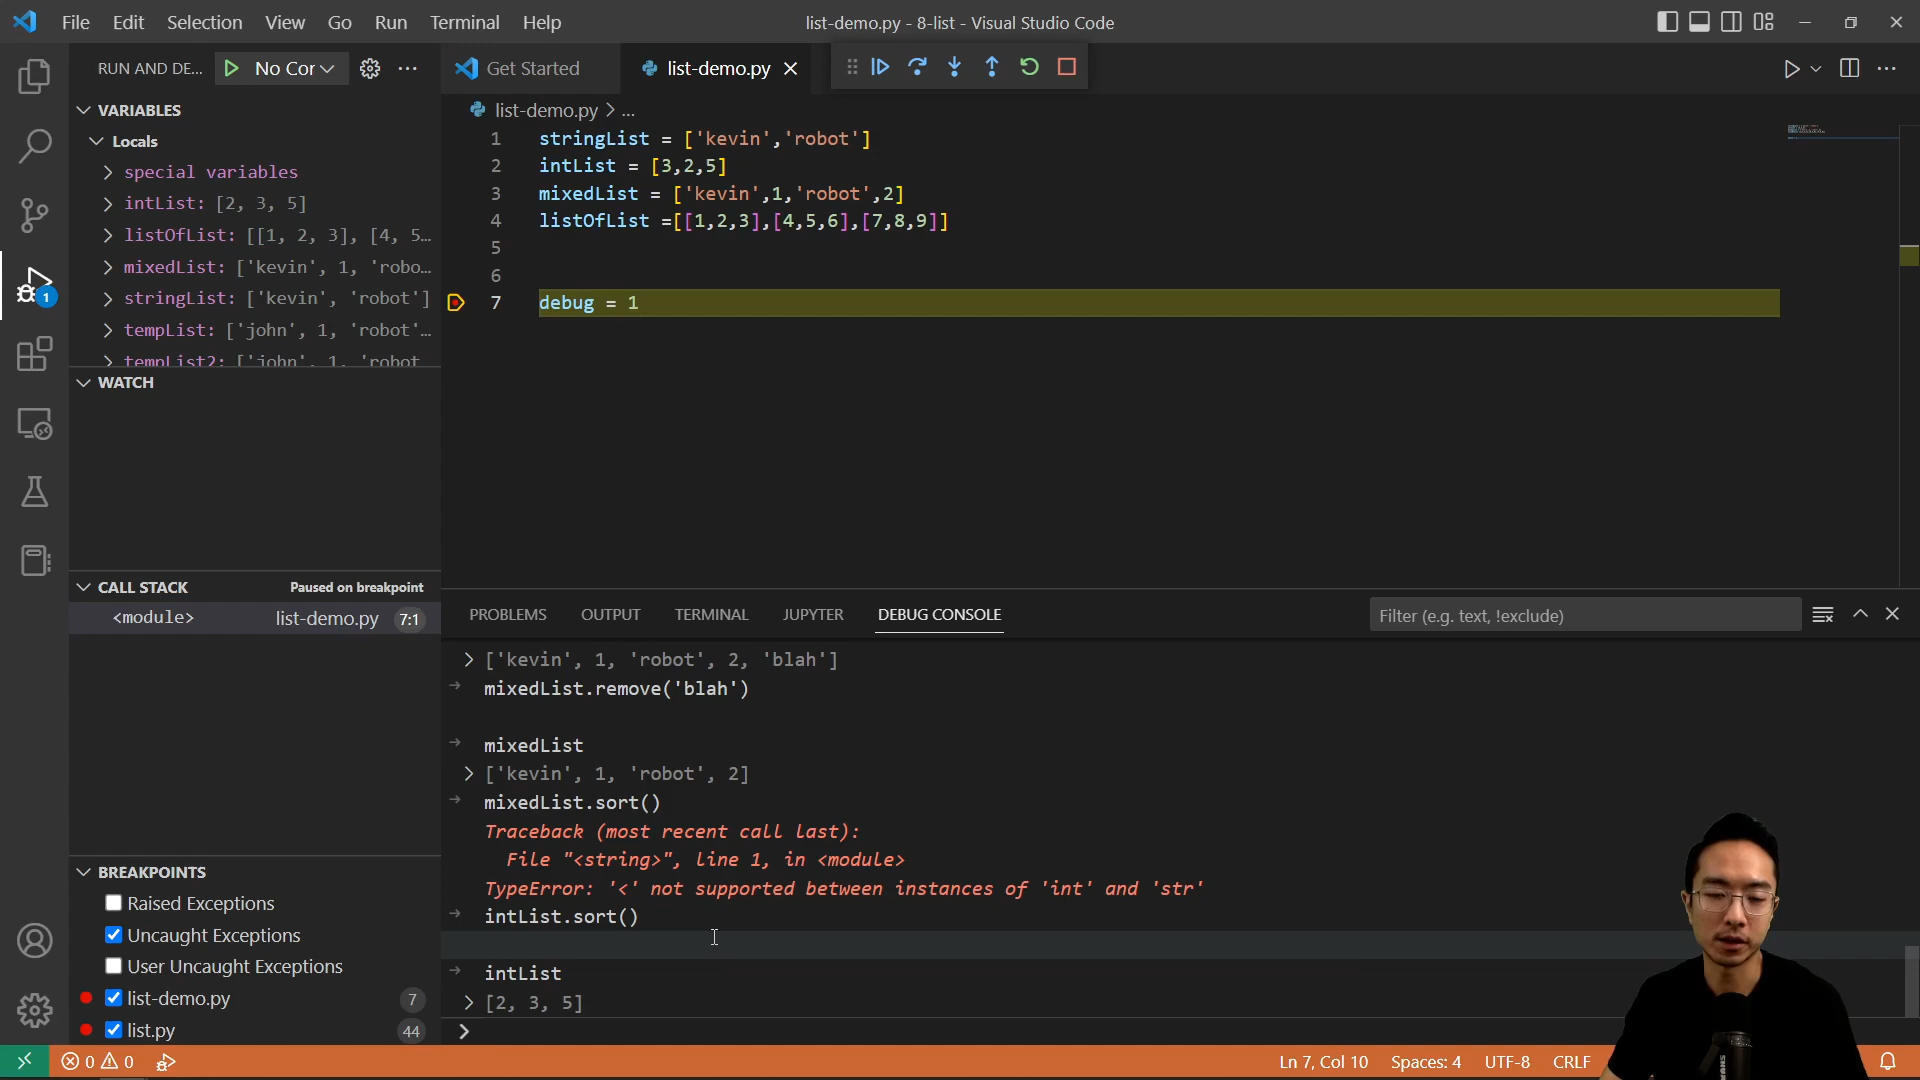 File Edit Selection View Go Run Terminal Help
list-demo.py - 8-list - Visual Studio Code
RUN AND DE... No Cor
Get Started
list-demo.py
list-demo.py > ...
VARIABLES
Locals
special variables
intList: [2, 3, 5]
listOfList: [[1, 2, 3], [4, 5...
mixedList: ['kevin', 1, 'robo...
stringList: ['kevin', 'robot']
tempList: ['john', 1, 'robot'...
tempList2: ['john', 1, 'robot
WATCH
CALL STACK Paused on breakpoint
<module> list-demo.py 7:1
BREAKPOINTS
Raised Exceptions
Uncaught Exceptions
User Uncaught Exceptions
list-demo.py 7
list.py 44
1 stringList = ['kevin','robot']
2 intList = [3,2,5]
3 mixedList = ['kevin',1,'robot',2]
4 listOfList =[[1,2,3],[4,5,6],[7,8,9]]
5
6
7 debug = 1
PROBLEMS OUTPUT TERMINAL JUPYTER DEBUG CONSOLE
Filter (e.g. text, !exclude)
['kevin', 1, 'robot', 2, 'blah']
mixedList.remove('blah')
mixedList
['kevin', 1, 'robot', 2]
mixedList.sort()
Traceback (most recent call last):
File "<string>", line 1, in <module>
TypeError: '<' not supported between instances of 'int' and 'str'
intList.sort()
intList
[2, 3, 5]
1
0 0
Ln 7, Col 10 Spaces: 4 UTF-8 CRLF